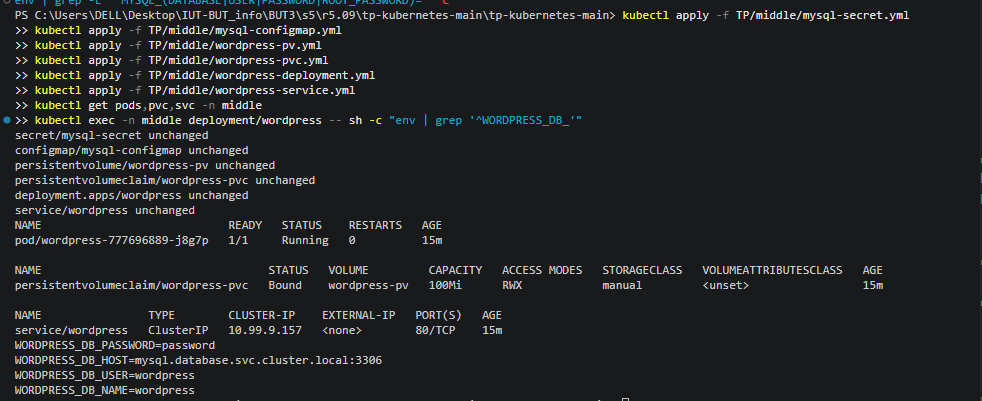 env | grep -E '^MYSQL_(DATABASE|USER|PASSWORD|ROOT_PASSWORD)=
PS C:\Users\DELL\Desktop\IUT-BUT_info\BUT3\s5\r5.09\tp-kubernetes-main\tp-kubernetes-main> kubectl apply -f TP/middle/mysql-secret.yml
>> kubectl apply -f TP/middle/mysql-configmap.yml
>> kubectl apply -f TP/middle/wordpress-pv.yml
>> kubectl apply -f TP/middle/wordpress-pvc.yml
>> kubectl apply -f TP/middle/wordpress-deployment.yml
>> kubectl apply -f TP/middle/wordpress-service.yml
>> kubectl get pods,pvc,svc -n middle
>> kubectl exec -n middle deployment/wordpress -- sh -c "env | grep '^WORDPRESS_DB_'"
secret/mysql-secret unchanged
configmap/mysql-configmap unchanged
persistentvolume/wordpress-pv unchanged
persistentvolumeclaim/wordpress-pvc unchanged
deployment.apps/wordpress unchanged
service/wordpress unchanged
NAME READY STATUS RESTARTS AGE
pod/wordpress-777696889-j8g7p 1/1 Running 0 15m
NAME STATUS VOLUME CAPACITY ACCESS MODES STORAGECLASS VOLUMEATTRIBUTESCLASS AGE
persistentvolumeclaim/wordpress-pvc Bound wordpress-pv 100Mi RWX manual <unset> 15m
NAME TYPE CLUSTER-IP EXTERNAL-IP PORT(S) AGE
service/wordpress ClusterIP 10.99.9.157 <none> 80/TCP 15m
WORDPRESS_DB_PASSWORD=password
WORDPRESS_DB_HOST=mysql.database.svc.cluster.local:3306
WORDPRESS_DB_USER=wordpress
WORDPRESS_DB_NAME=wordpress